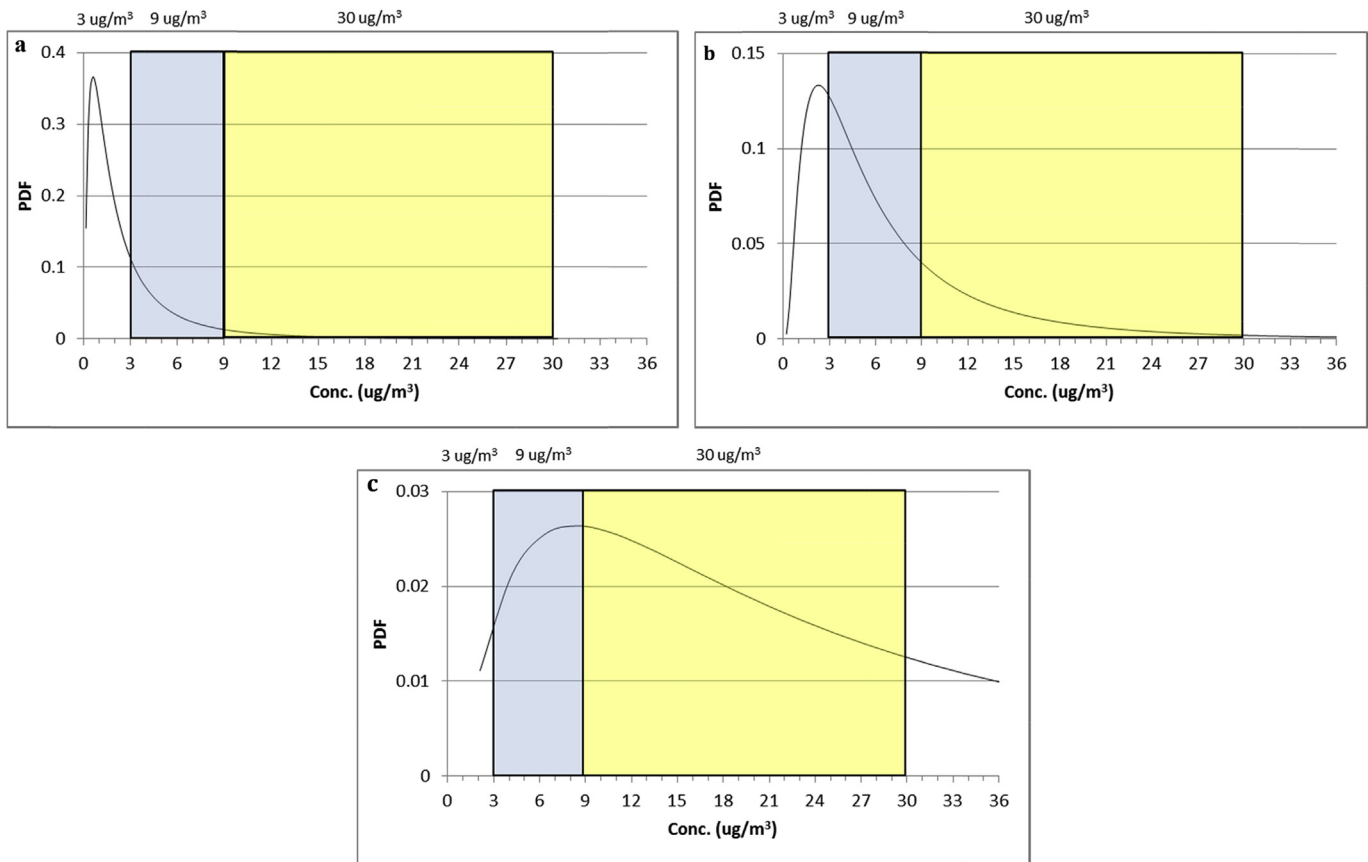 3 ug/m³ 9 ug/m³ 30 ug/m³
a
0.4
0.3
0.2
0.1
0
PDF
0 3 6 9 12 15 18 21 24 27 30 33 36
Conc. (ug/m³)
3 ug/m³ 9 ug/m³ 30 ug/m³
b
0.15
0.1
0.05
0
PDF
0 3 6 9 12 15 18 21 24 27 30 33 36
Conc. (ug/m³)
3 ug/m³ 9 ug/m³ 30 ug/m³
c
0.03
0.02
0.01
0
PDF
0 3 6 9 12 15 18 21 24 27 30 33 36
Conc. (ug/m³)